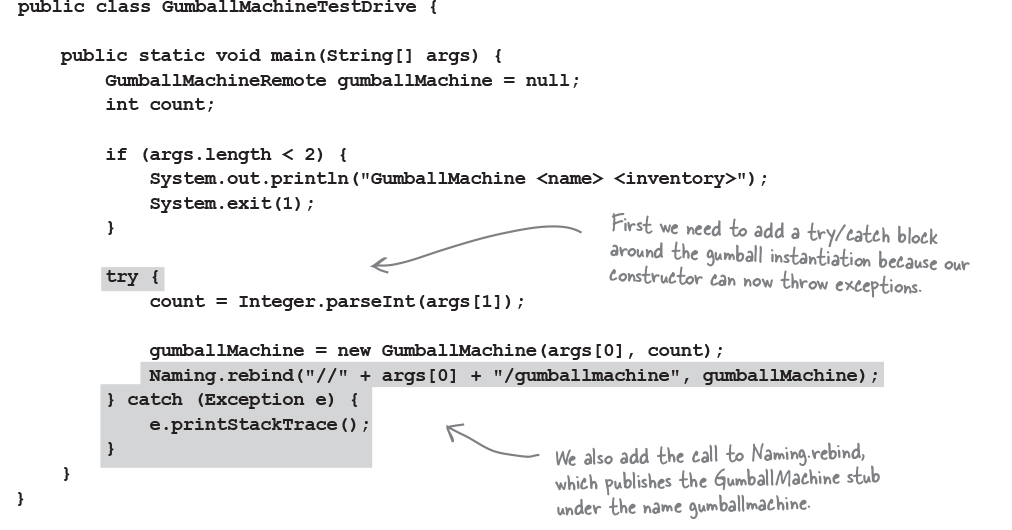 public class GumballMachineTestDrive {
public static void main(String[] args) {
GumballMachineRemote gumballMachine = null;
int count;
if (args.length < 2) {
System.out.println("GumballMachine <name> <inventory>");
System.exit(1);
}
First we need to add a try/catch block
around the gumball instantiation because our
constructor can now throw exceptions.
try {
count = Integer.parseInt(args[1]);
gumballMachine = new GumballMachine(args[0], count);
Naming.rebind("//" + args[0] + "/gumballmachine", gumballMachine);
} catch (Exception e) {
e.printStackTrace();
}
We also add the call to Naming.rebind,
which publishes the GumballMachine stub
under the name gumballmachine.
}
}